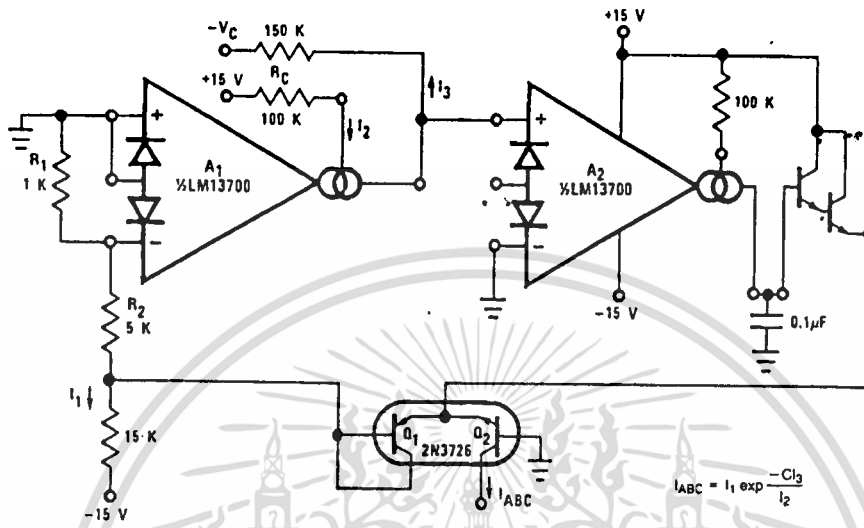 -VC
150 K
+15 V
RC
100 K
I3
I2
+15 V
100 K
+
A1
½LM13700
-
R1
1 K
+
A2
½LM13700
-
-15 V
R2
5 K
0.1µF
I1
15 K
-15 V
Q1
Q2
2N3726
IABC
IABC = I1 exp -CI3 / I2